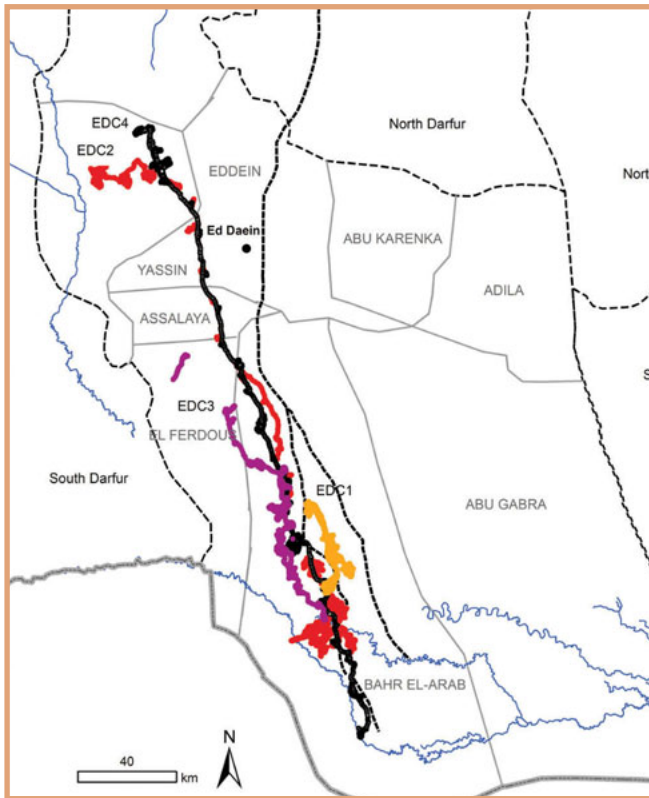 EDC4
North Darfur
EDC2
EDDEIN
Nort
Ed Daein
ABU KARENKA
YASSIN
ADILA
ASSALAYA
S
EDC3
EL FERDOUS
South Darfur
EDC1
ABU GABRA
BAHR EL-ARAB
N
40
km